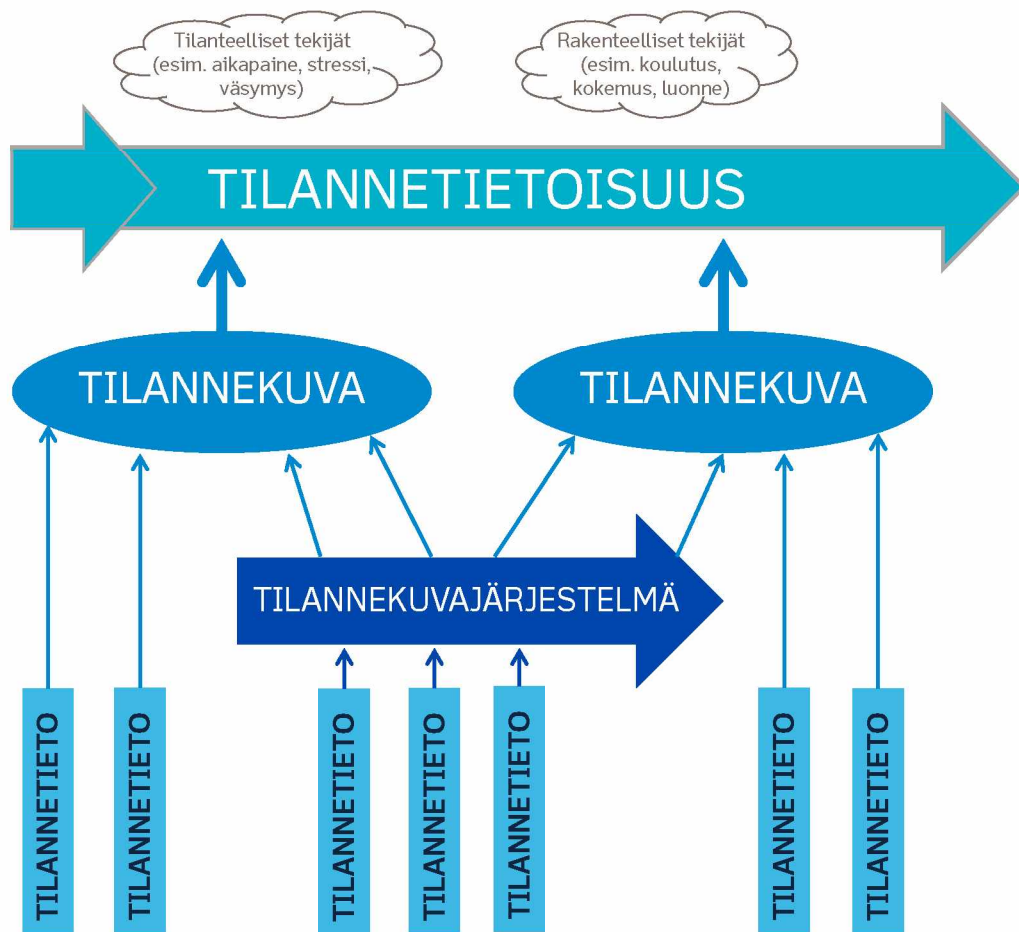 Tilanteelliset tekijät
(esim. aikapaine, stressi,
väsymys)
Rakenteelliset tekijät
(esim. koulutus,
kokemus, luonne)
TILANNETIETOISUUS
TILANNEKUVA
TILANNEKUVA
TILANNEKUVAJÄRJESTELMÄ
TILANNETIETO
TILANNETIETO
TILANNETIETO
TILANNETIETO
TILANNETIETO
TILANNETIETO
TILANNETIETO